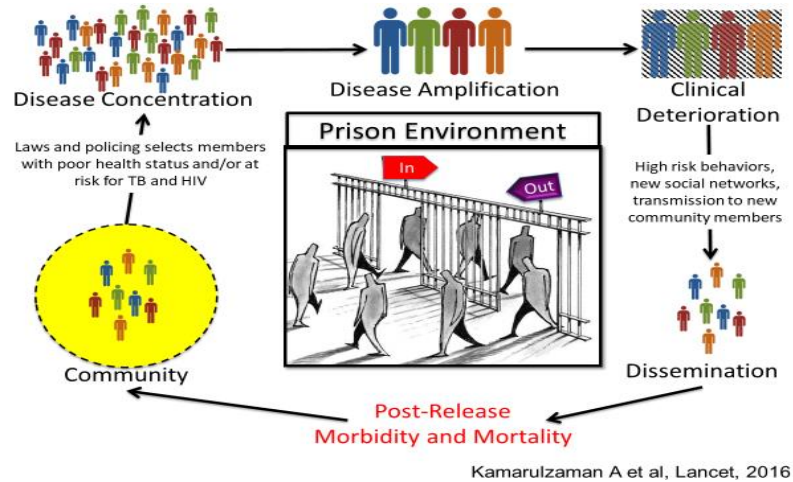 Disease Concentration
Disease Amplification
Clinical
Deterioration
Laws and policing selects members
with poor health status and/or at
risk for TB and HIV
Prison Environment
In
Out
High risk behaviors,
new social networks,
transmission to new
community members
Community
Dissemination
Post-Release
Morbidity and Mortality
Kamarulzaman A et al, Lancet, 2016